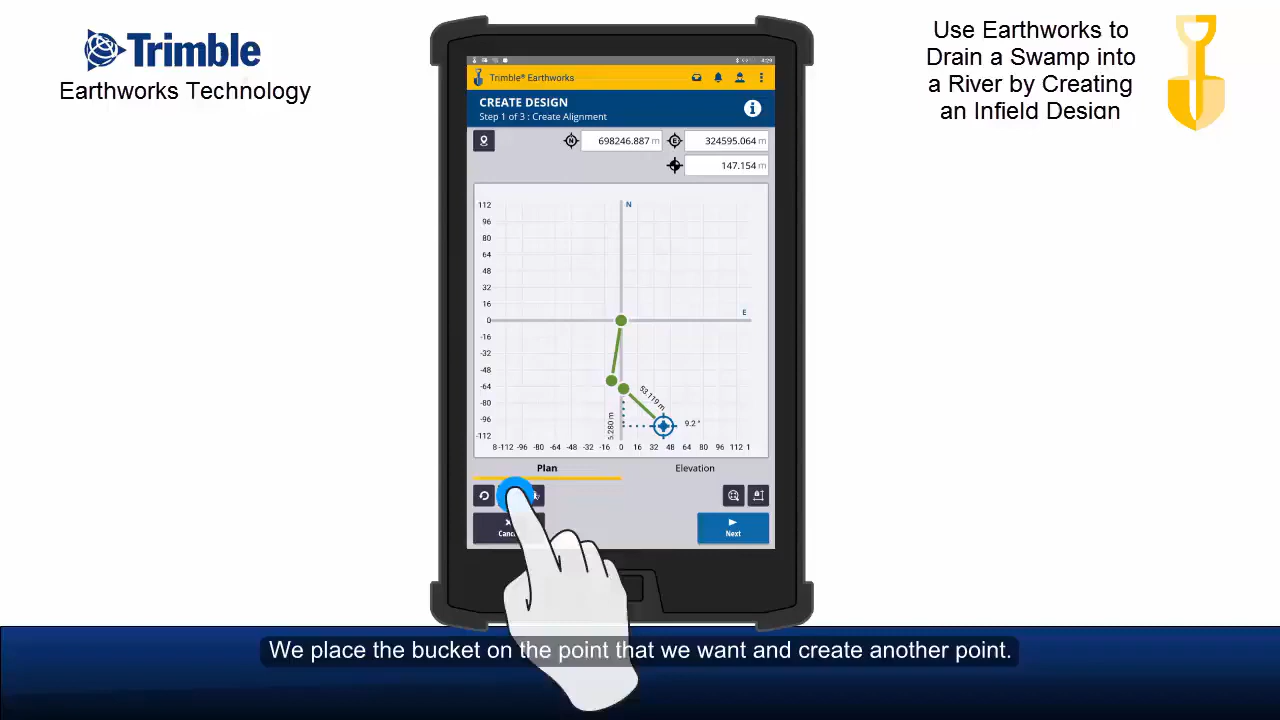 Trimble
Earthworks Technology
Use Earthworks to
Drain a Swamp into
a River by Creating
an Infield Design
4:29
Trimble® Earthworks
CREATE DESIGN
Step 1 of 3 : Create Alignment
N 698246.887 m E 324595.064 m
147.154 m
112 N
96
80
64
48
32
16 E
0
-16
-32
-48
-64 53.119 m
-80
-96 5.280 m 9.2 °
-112
8 -112 -96 -80 -64 -48 -32 -16 0 16 32 48 64 80 96 112 1
Plan Elevation
Next
We place the bucket on the point that we want and create another point.